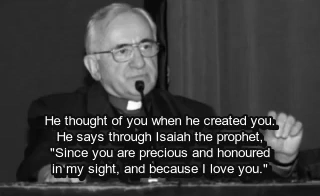 He thought of you when he created you.
He says through Isaiah the prophet,
"Since you are precious and honoured
in my sight, and because I love you."